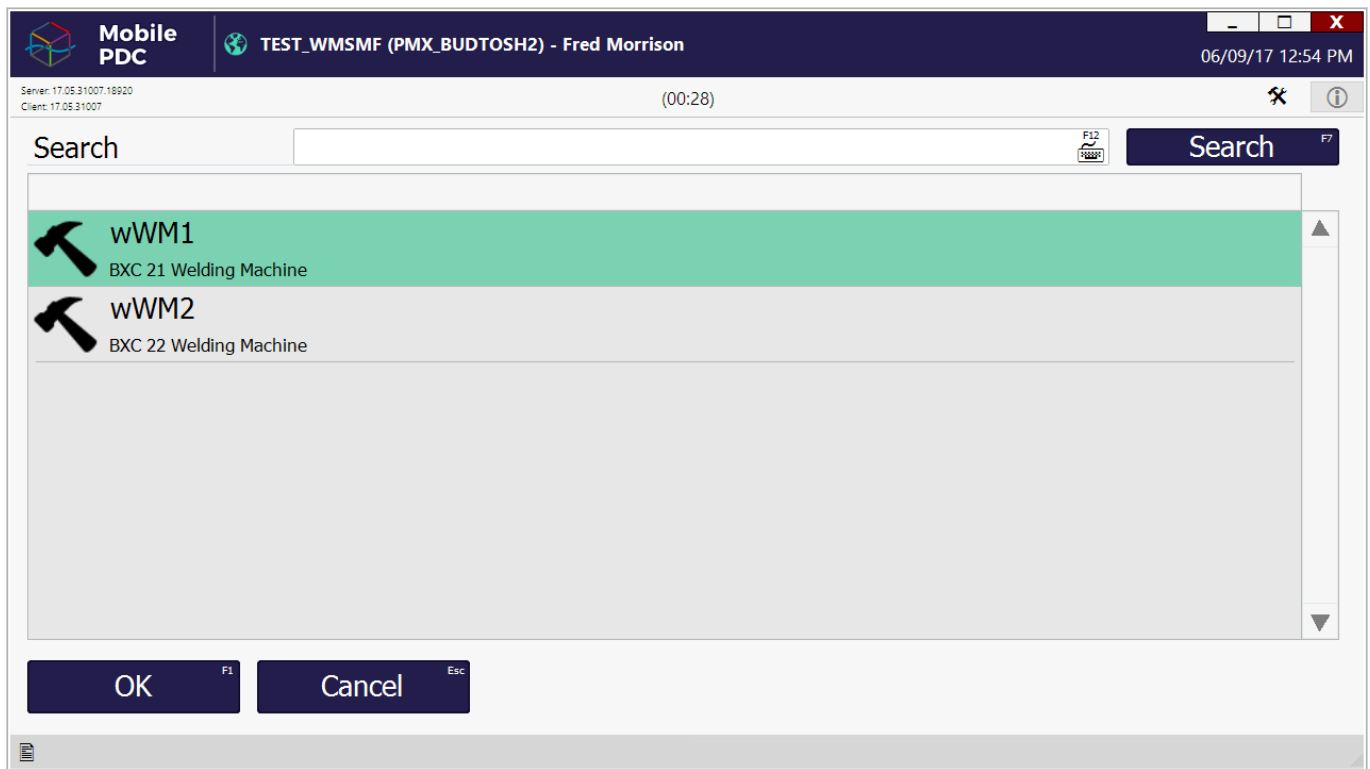 Mobile
PDC
TEST_WMSMF (PMX_BUDTOSH2) - Fred Morrison
X
06/09/17 12:54 PM
Server: 17.05.31007.18920
Client: 17.05.31007
(00:28)
Search
F12
Search F7
wWM1
BXC 21 Welding Machine
wWM2
BXC 22 Welding Machine
OK F1
Cancel Esc